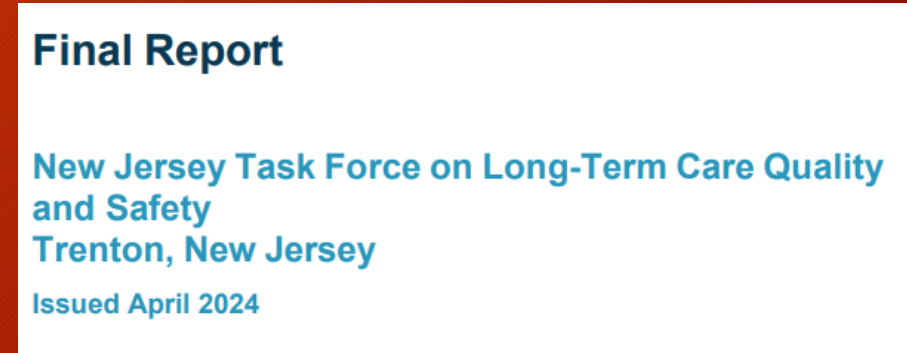 Final Report
New Jersey Task Force on Long-Term Care Quality
and Safety
Trenton, New Jersey
Issued April 2024